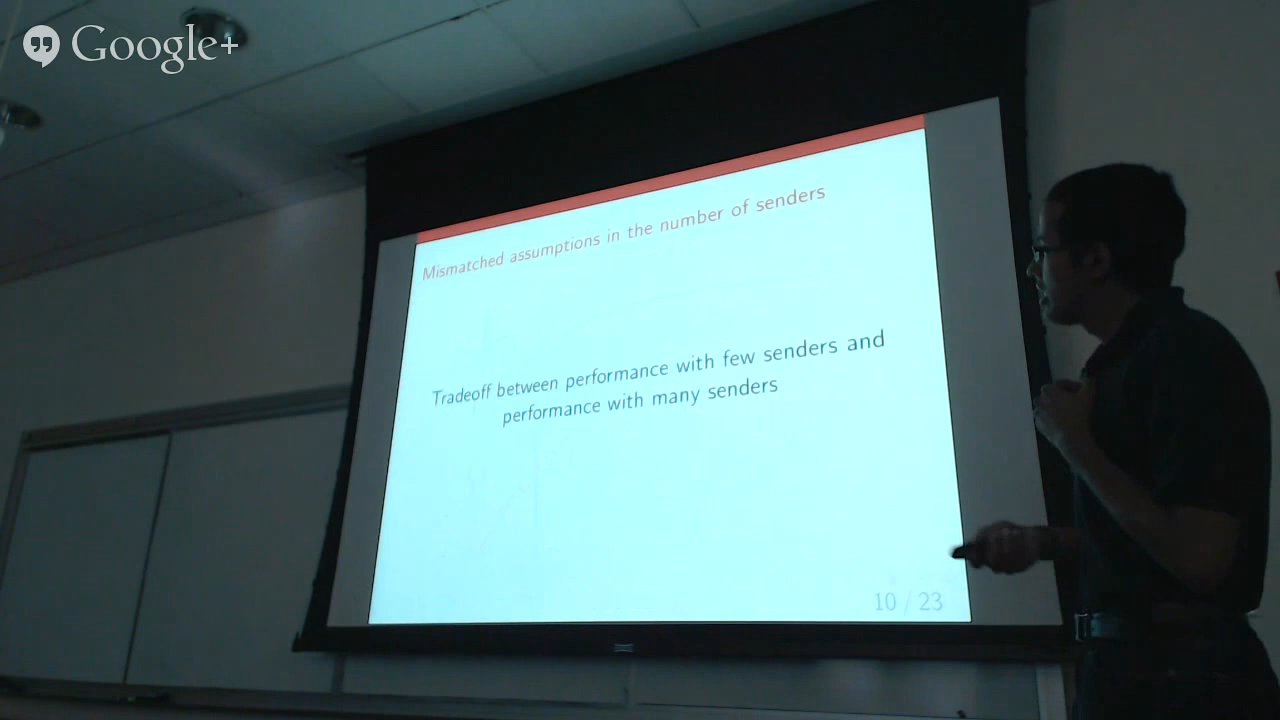 Google+
Mismatched assumptions in the number of senders
Tradeoff between performance with few senders and
performance with many senders
10 / 23